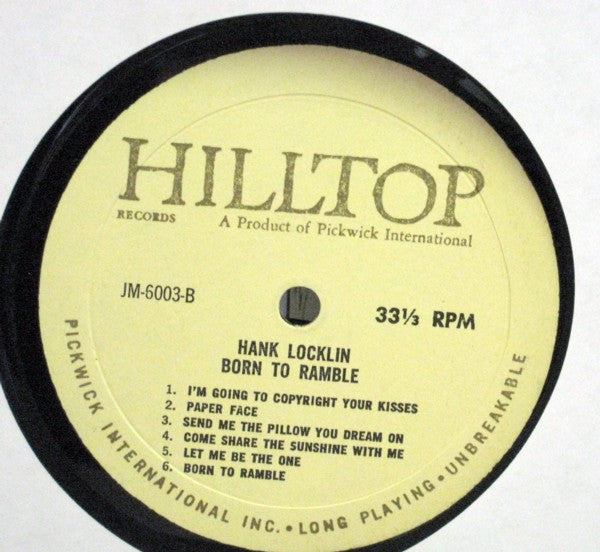 HILLTOP
RECORDS
A Product of Pickwick International
JM-6003-B
33⅓ RPM
HANK LOCKLIN
BORN TO RAMBLE
1. I'M GOING TO COPYRIGHT YOUR KISSES
2. PAPER FACE
3. SEND ME THE PILLOW YOU DREAM ON
4. COME SHARE THE SUNSHINE WITH ME
5. LET ME BE THE ONE
6. BORN TO RAMBLE
PICKWICK INTERNATIONAL INC. • LONG PLAYING • UNBREAKABLE